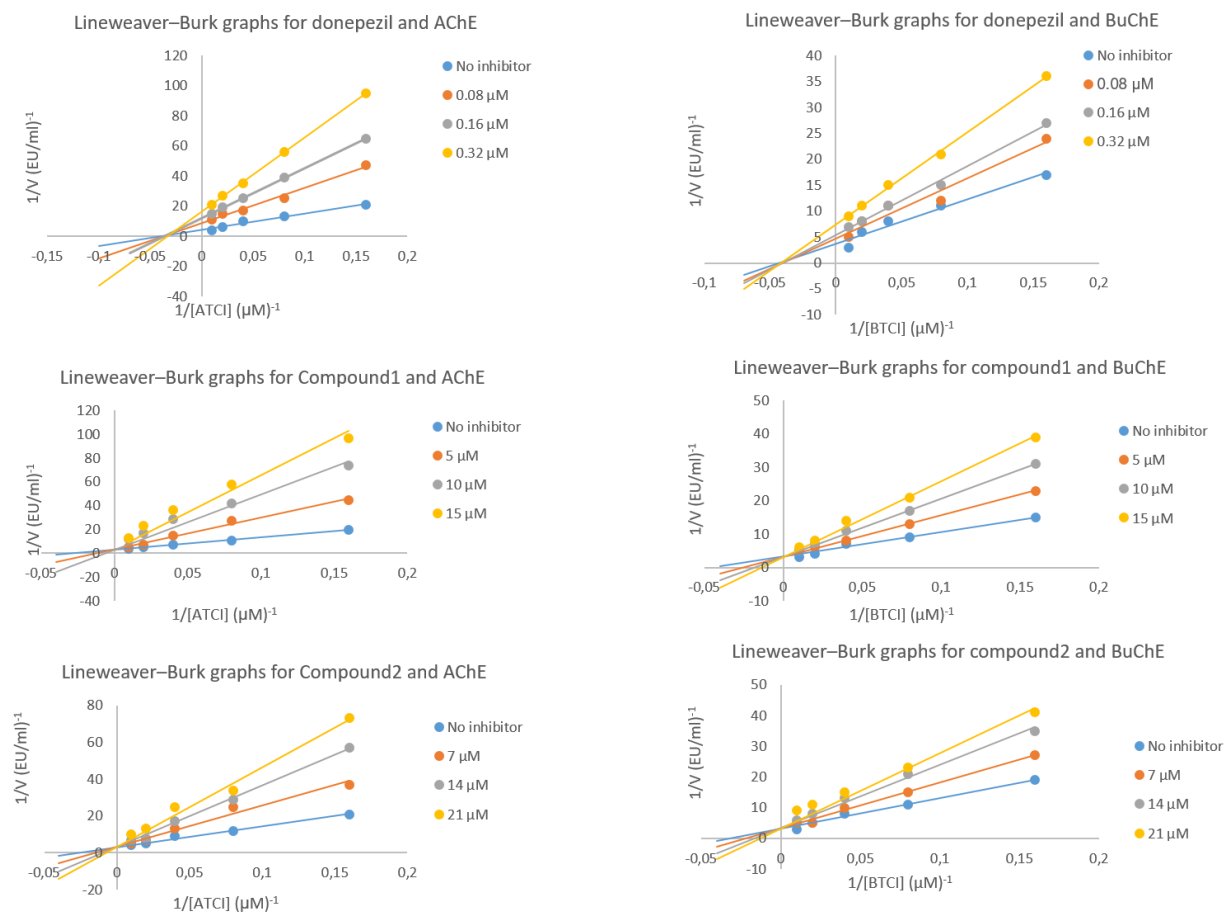 Lineweaver–Burk graphs for donepezil and AChE
1/V (EU/ml)-1
120
100
80
60
40
20
0
-20
-40
-0,15
-0,1
-0,05
0
0,05
0,1
0,15
0,2
1/[ATCI] (µM)-1
No inhibitor
0.08 µM
0.16 µM
0.32 µM
Lineweaver–Burk graphs for donepezil and BuChE
1/V (EU/ml)-1
40
35
30
25
20
15
10
5
0
-5
-10
-0,1
-0,05
0
0,05
0,1
0,15
0,2
1/[BTCI] (µM)-1
No inhibitor
0.08 µM
0.16 µM
0.32 µM
Lineweaver–Burk graphs for Compound1 and AChE
1/V (EU/ml)-1
120
100
80
60
40
20
0
-20
-40
-0,05
0
0,05
0,1
0,15
0,2
1/[ATCI] (µM)-1
No inhibitor
5 µM
10 µM
15 µM
Lineweaver–Burk graphs for compound1 and BuChE
1/V (EU/ml)-1
50
40
30
20
10
0
-10
-0,05
0
0,05
0,1
0,15
0,2
1/[BTCI] (µM)-1
No inhibitor
5 µM
10 µM
15 µM
Lineweaver–Burk graphs for Compound2 and AChE
1/V (EU/ml)-1
80
60
40
20
0
20
-0,05
0
0,05
0,1
0,15
0,2
1/[ATCI] (µM)-1
No inhibitor
7 µM
14 µM
21 µM
Lineweaver–Burk graphs for compound2 and BuChE
1/V (EU/ml)-1
50
40
30
20
10
0
-10
-0,05
0
0,05
0,1
0,15
0,2
1/[BTCI] (µM)-1
No inhibitor
7 µM
14 µM
21 µM